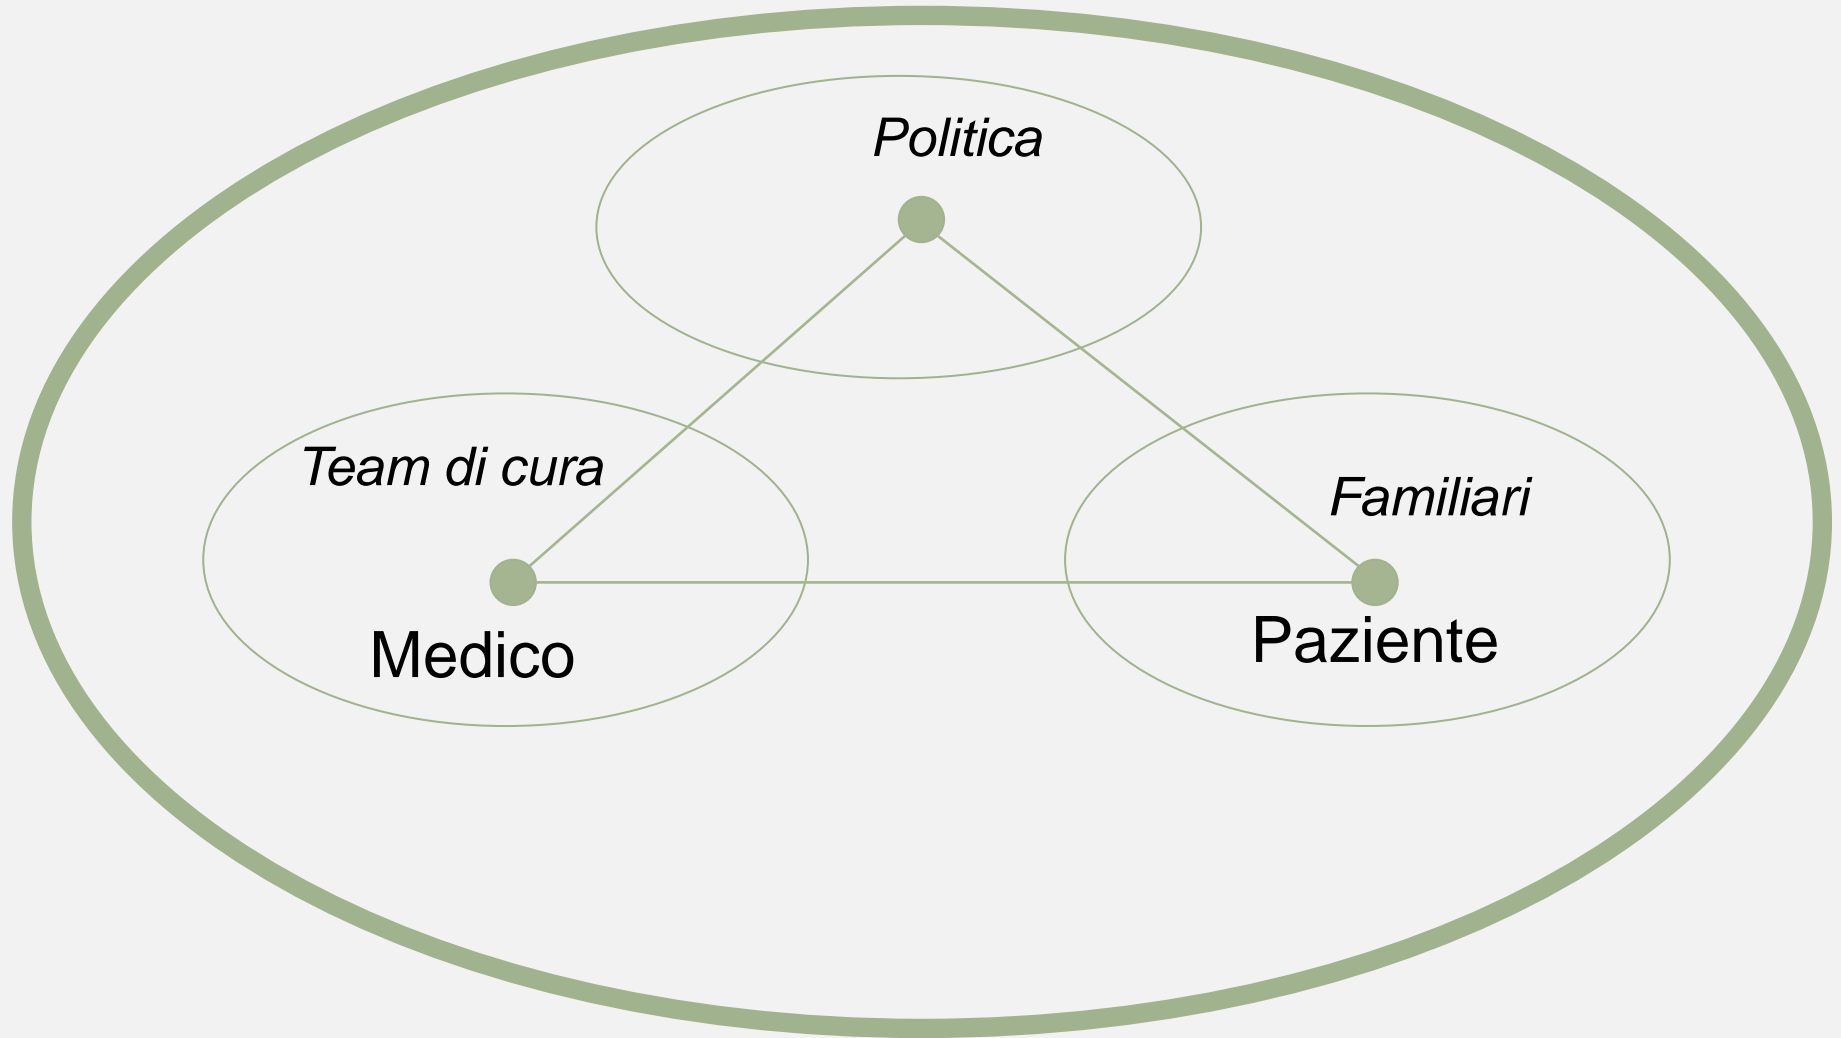 Politica
Team di cura
Familiari
Medico
Paziente